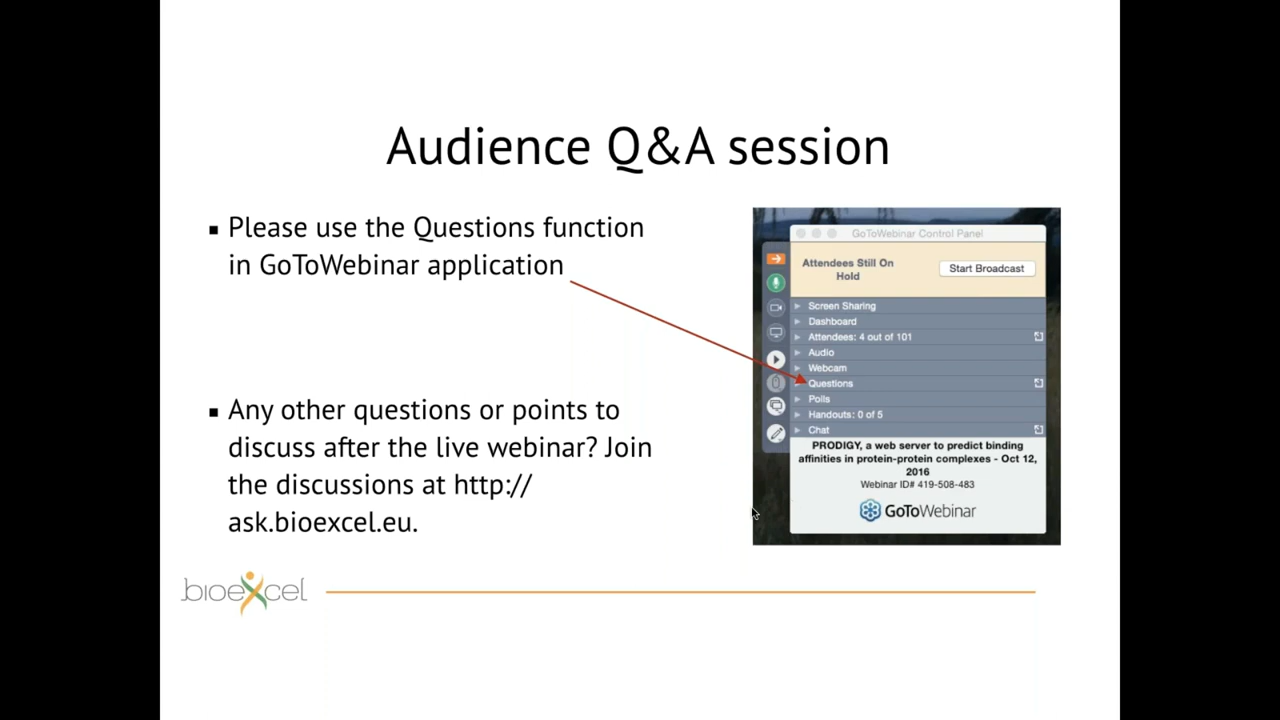 Audience Q&A session
▪ Please use the Questions function
in GoToWebinar application
▪ Any other questions or points to
discuss after the live webinar? Join
the discussions at http://
ask.bioexcel.eu.
GoToWebinar Control Panel
Attendees Still On
Hold
Start Broadcast
Screen Sharing
Dashboard
Attendees: 4 out of 101
Audio
Webcam
Questions
Polls
Handouts: 0 of 5
Chat
PRODIGY, a web server to predict binding
affinities in protein-protein complexes - Oct 12,
2016
Webinar ID# 419-508-483
GoToWebinar
bioexcel